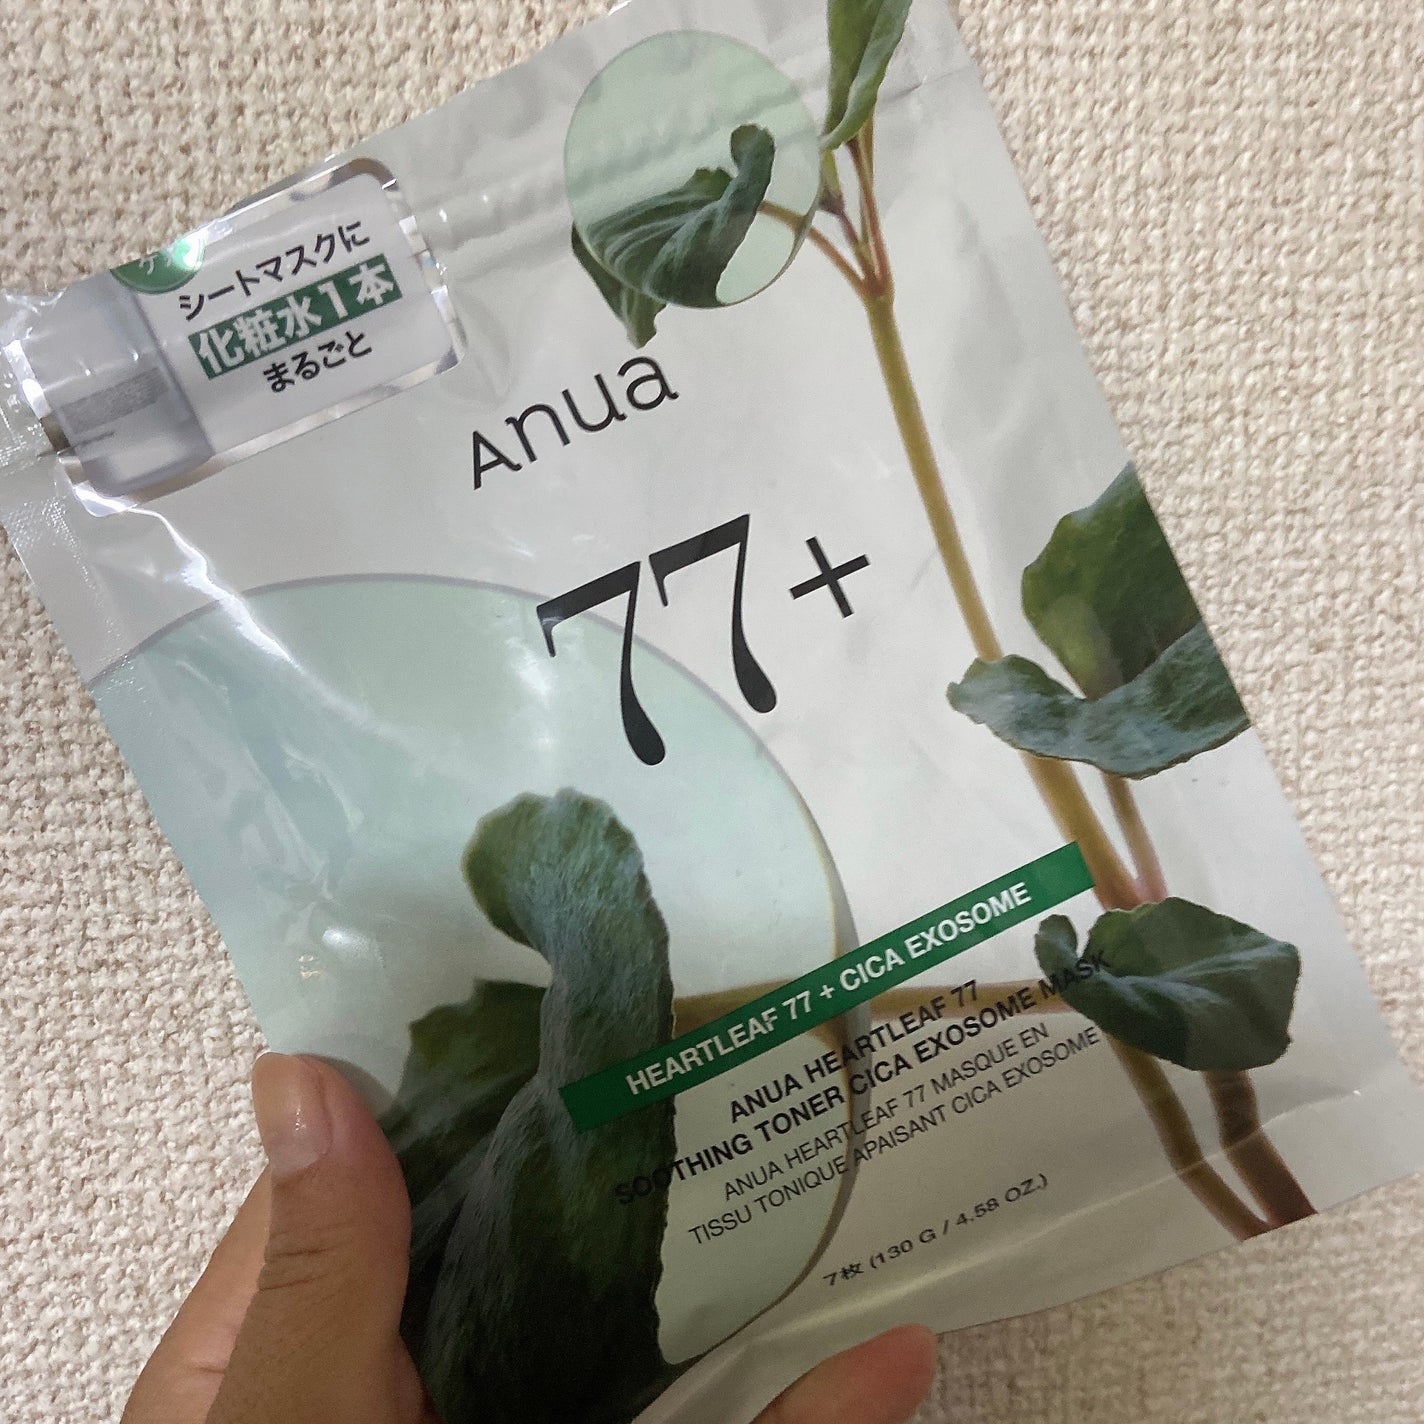 シートマスクに
化粧水1本
まるごと
Anua
77+
HEARTLEAF 77 + CICA EXOSOME
ANUA HEARTLEAF 77
SOOTHING TONER CICA EXOSOME MASK
ANUA HEARTLEAF 77 MASQUE EN
TISSU TONIQUE APAISANT CICA EXOSOME
7枚 (130 G / 4.58 OZ.)